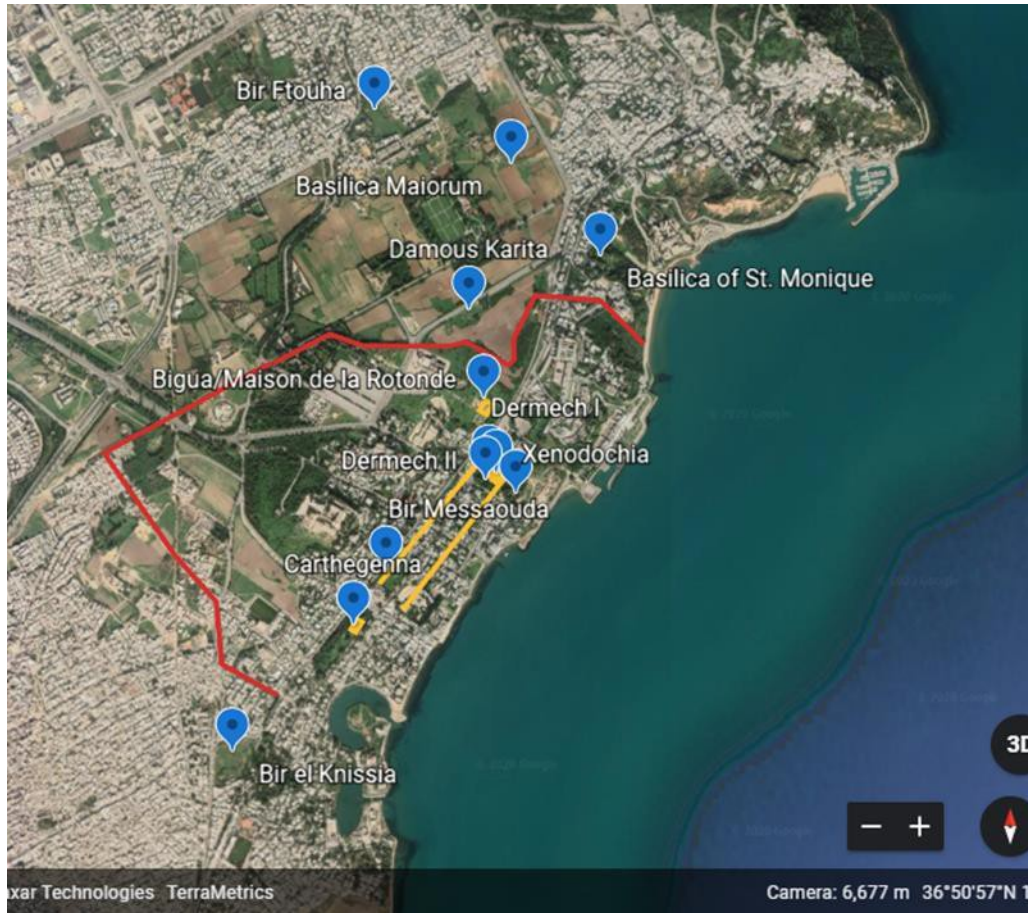 Bir Ftouha
Basilica Maiorum
Damous Karita
Basilica of St. Monique
Bigua/Maison de la Rotonde
Dermech I
Dermech II
Xenodochia
Bir Messaouda
Carthegenna
Bir el Knissia
3D
− +
axar Technologies TerraMetrics
Camera: 6,677 m 36°50'57"N 1